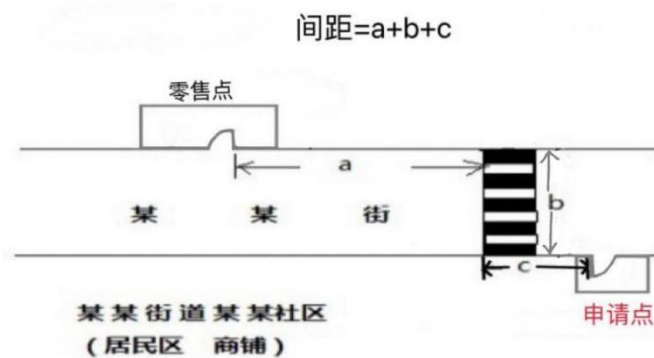 间距=a+b+c
零售点
a
b
某 某 街
c
申请点
某某街道某某社区
（居民区 商铺）